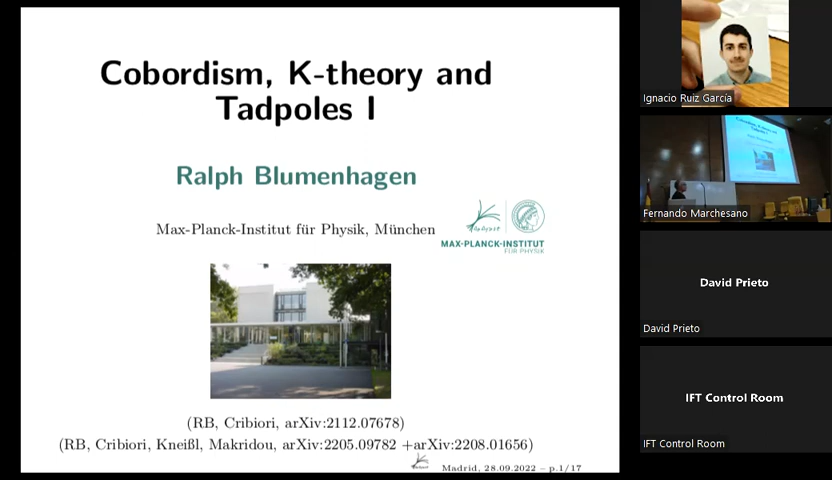 Cobordism, K-theory and
Tadpoles I
Ralph Blumenhagen
Max-Planck-Institut für Physik, München
MAX-PLANCK-INSTITUT
FÜR PHYSIK
(RB, Cribiori, arXiv:2112.07678)
(RB, Cribiori, Kneißl, Makridou, arXiv:2205.09782 +arXiv:2208.01656)
Madrid, 28.09.2022 – p.1/17
Ignacio Ruiz García
Fernando Marchesano
David Prieto
David Prieto
IFT Control Room
IFT Control Room